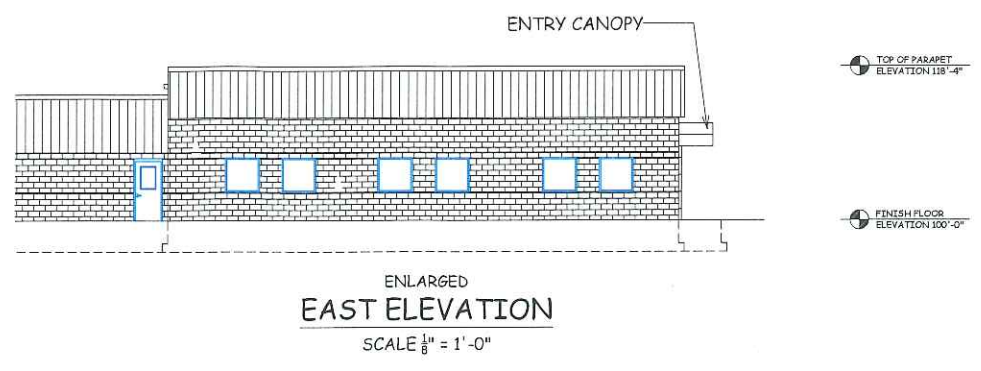 ENTRY CANOPY
TOP OF PARAPET
ELEVATION 118'-4"
FINISH FLOOR
ELEVATION 100'-0"
ENLARGED
EAST ELEVATION
SCALE 1/8" = 1'-0"